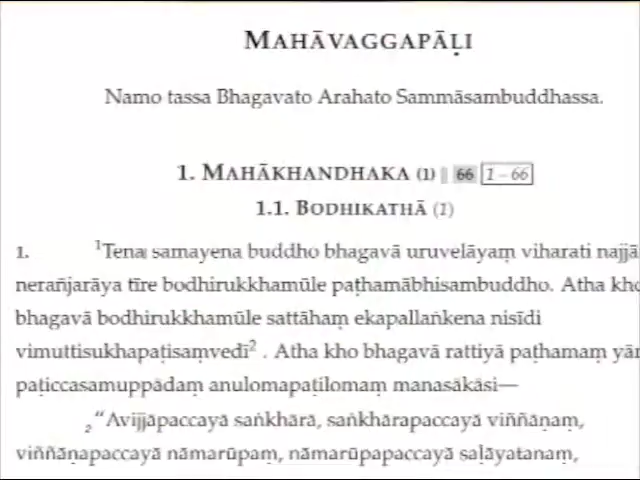 MAHĀVAGGAPĀḶI
Namo tassa Bhagavato Arahato Sammāsambuddhassa.
1. MAHĀKHANDHAKA (1) 66 1 – 66
1.1. BODHIKATHĀ (1)
1. ¹Tena samayena buddho bhagavā uruvelāyaṃ viharati najjā
nerañjarāya tīre bodhirukkhamūle paṭhamābhisambuddho. Atha kho
bhagavā bodhirukkhamūle sattāhaṃ ekapallaṅkena nisīdi
vimuttisukhapaṭisaṃvedī² . Atha kho bhagavā rattiyā paṭhamaṃ yām
paṭiccasamuppādaṃ anulomapaṭilomaṃ manasākāsi—
₂“Avijjāpaccayā saṅkhārā, saṅkhārapaccayā viññāṇaṃ,
viññāṇapaccayā nāmarūpaṃ, nāmarūpapaccayā saḷāyatanaṃ,